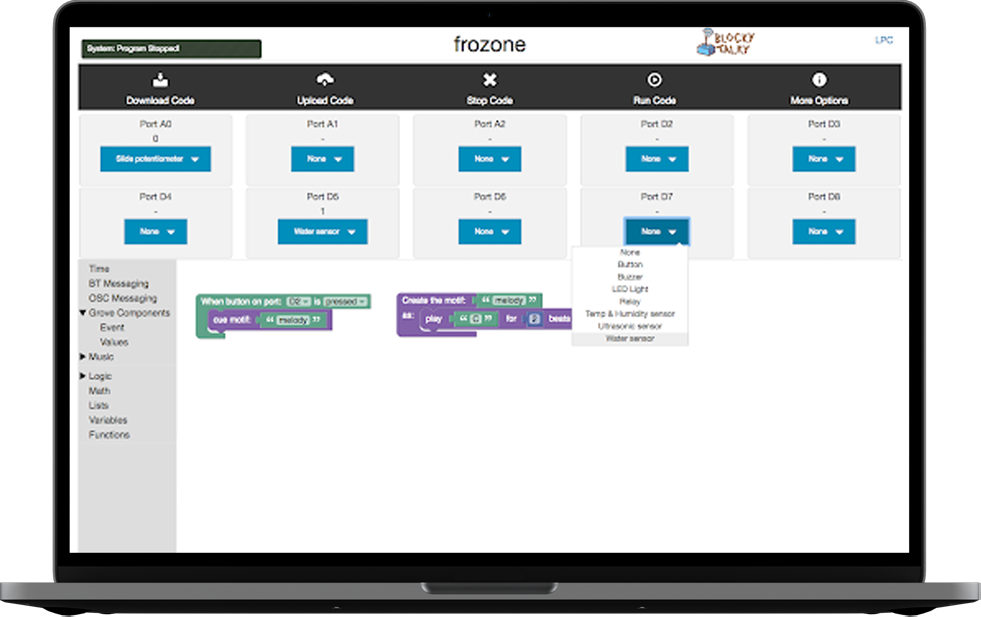 System: Program Stopped!
frozone
BLOCKY
TALKY
LPC
Download Code
Upload Code
Stop Code
Run Code
More Options
Port A0
Port A1
Port A2
Port D2
Port D3
0
-
-
-
-
Slide potentiometer
None
None
None
None
Port D4
Port D5
Port D6
Port D7
Port D8
-
1
-
-
-
None
Water sensor
None
None
None
None
Button
Buzzer
LED Light
Relay
Temp & Humidity sensor
Ultrasonic sensor
Water sensor
Time
BT Messaging
OSC Messaging
Grove Components
Event
Values
Music
Logic
Math
Lists
Variables
Functions
When button on port: D2 is pressed
cue motif: “ melody ”
Create the motif: “ melody ”
as: play “ C ” for 2 beats